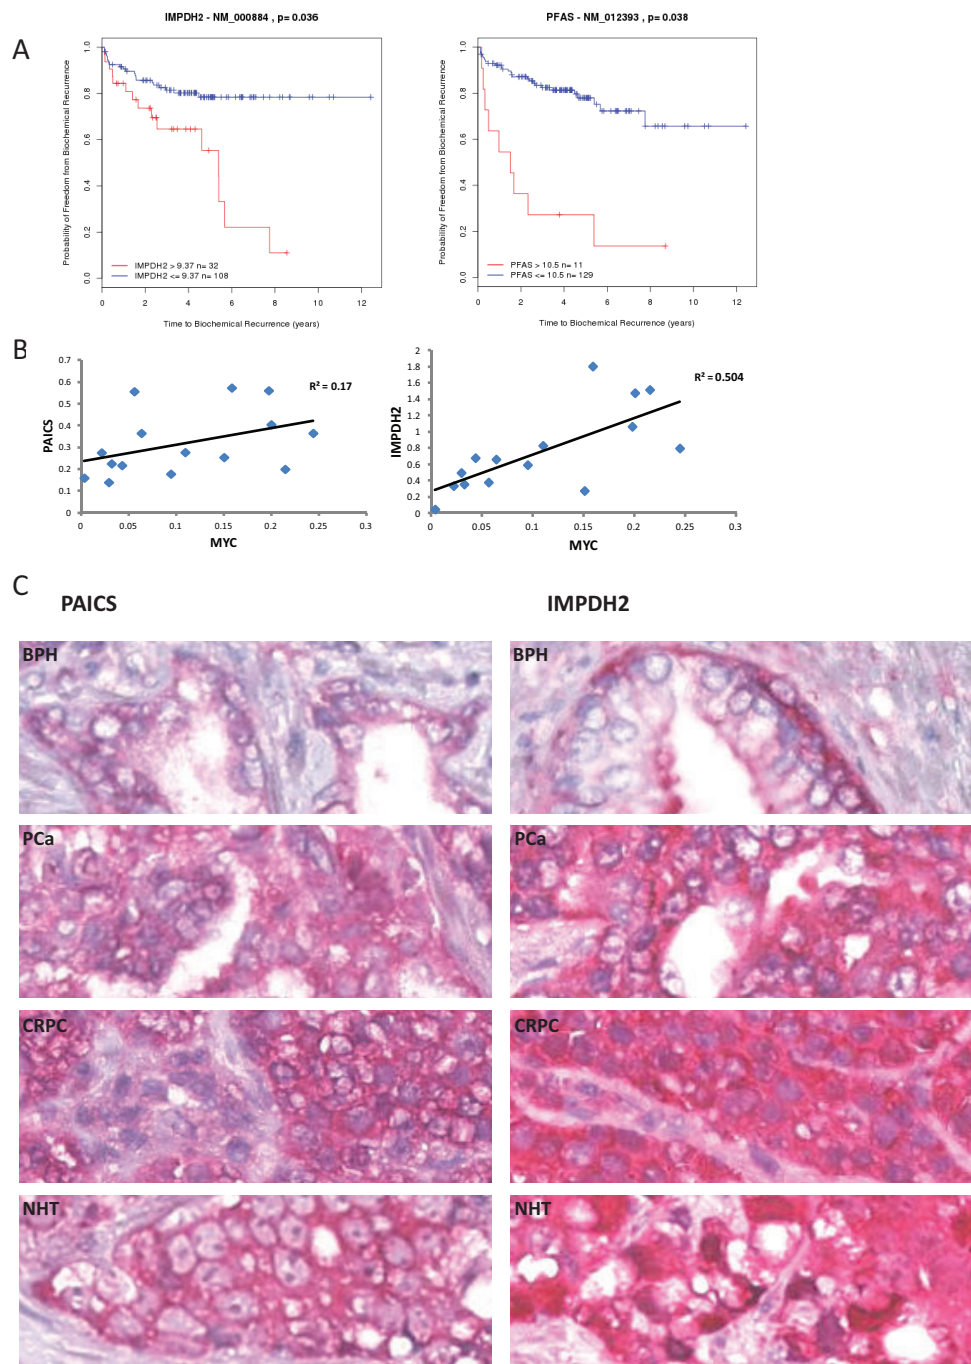 A
IMPDH2 - NM_000884 , p= 0.036
Probability of Freedom from Biochemical Recurrence
1.0
0.8
0.6
0.4
0.2
0.0
IMPDH2 > 9.37 n= 32
IMPDH2 <= 9.37 n= 108
0 2 4 6 8 10 12
Time to Biochemical Recurrence (years)
PFAS - NM_012393 , p= 0.038
Probability of Freedom from Biochemical Recurrence
1.0
0.8
0.6
0.4
0.2
0.0
PFAS > 10.5 n= 11
PFAS <= 10.5 n= 129
0 2 4 6 8 10 12
Time to Biochemical Recurrence (years)
B
PAICS
0.7
0.6
0.5
0.4
0.3
0.2
0.1
0
R² = 0.17
0 0.05 0.1 0.15 0.2 0.25 0.3
MYC
IMPDH2
2
1.8
1.6
1.4
1.2
1
0.8
0.6
0.4
0.2
0
R² = 0.504
0 0.05 0.1 0.15 0.2 0.25 0.3
MYC
C
PAICS IMPDH2
BPH BPH
PCa PCa
CRPC CRPC
NHT NHT